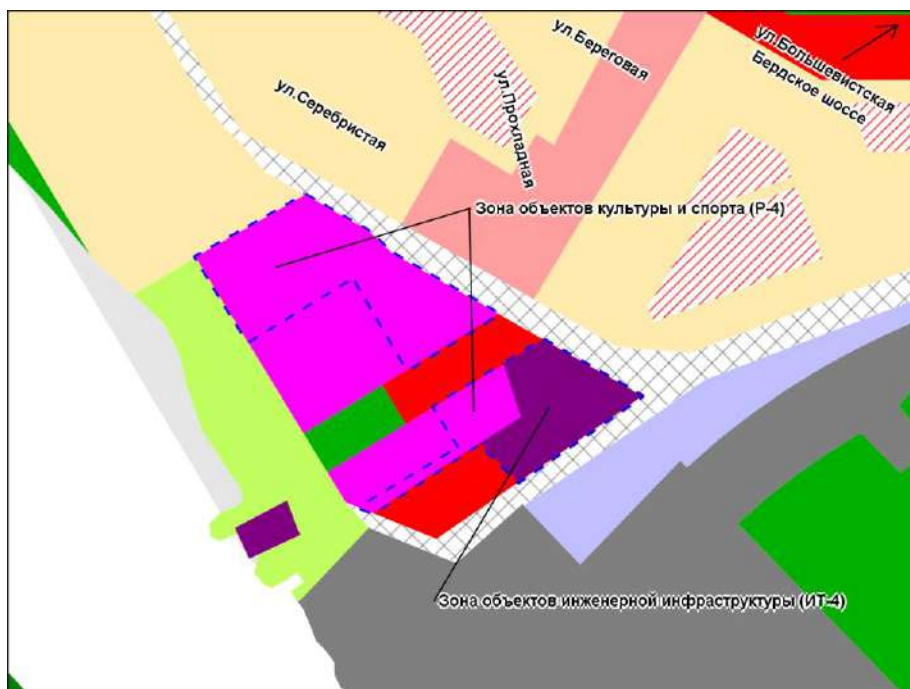 ул.Береговая
ул.Большевистская
Бердское шоссе
ул.Серебристая
ул.Прохладная
Зона объектов культуры и спорта (Р-4)
Зона объектов инженерной инфраструктуры (ИТ-4)